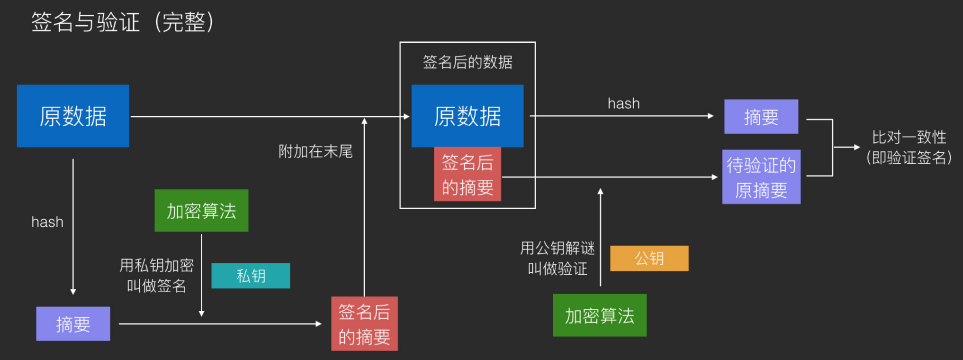 签名与验证（完整）
签名后的数据
原数据
原数据
hash
摘要
附加在末尾
签名后
的摘要
待验证的
原摘要
比对一致性
(即验证签名)
hash
加密算法
用私钥加密
叫做签名
私钥
用公钥解谜
叫做验证
公钥
摘要
签名后
的摘要
加密算法